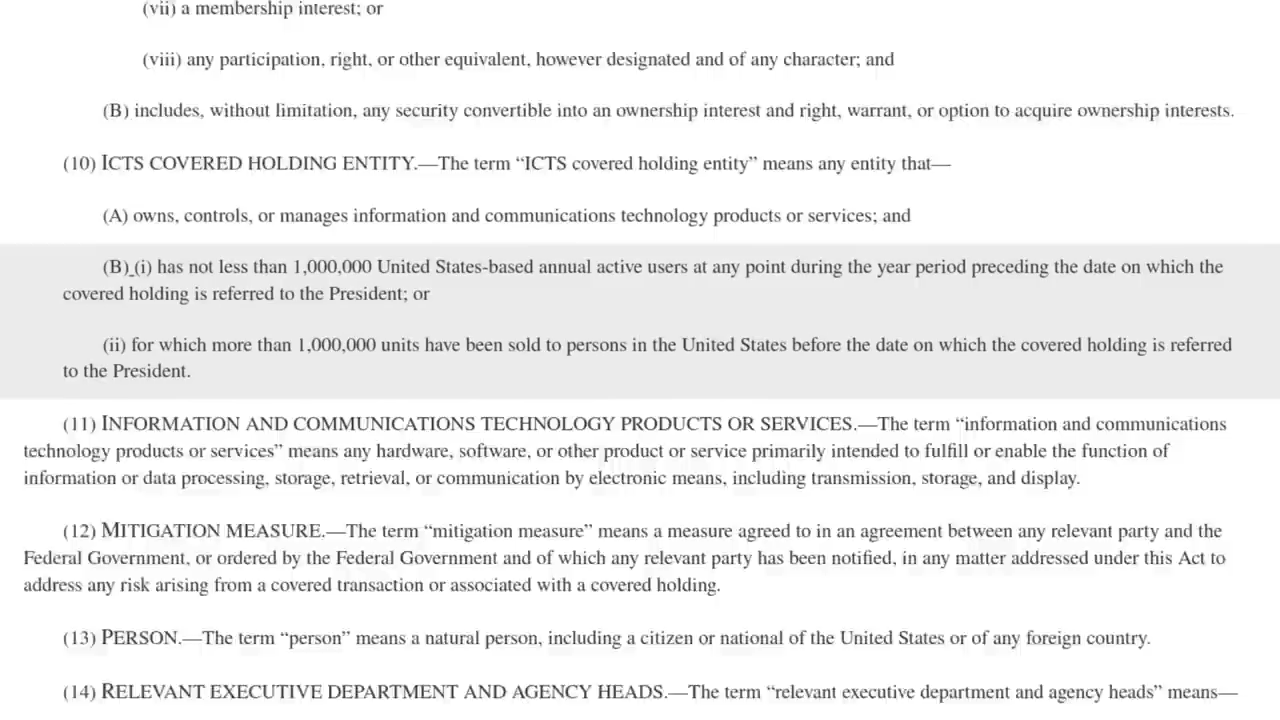 (vii) a membership interest; or
(viii) any participation, right, or other equivalent, however designated and of any character; and
(B) includes, without limitation, any security convertible into an ownership interest and right, warrant, or option to acquire ownership interests.
(10) ICTS COVERED HOLDING ENTITY.—The term “ICTS covered holding entity” means any entity that—
(A) owns, controls, or manages information and communications technology products or services; and
(B) (i) has not less than 1,000,000 United States-based annual active users at any point during the year period preceding the date on which the
covered holding is referred to the President; or
(ii) for which more than 1,000,000 units have been sold to persons in the United States before the date on which the covered holding is referred
to the President.
(11) INFORMATION AND COMMUNICATIONS TECHNOLOGY PRODUCTS OR SERVICES.—The term “information and communications
technology products or services” means any hardware, software, or other product or service primarily intended to fulfill or enable the function of
information or data processing, storage, retrieval, or communication by electronic means, including transmission, storage, and display.
(12) MITIGATION MEASURE.—The term “mitigation measure” means a measure agreed to in an agreement between any relevant party and the
Federal Government, or ordered by the Federal Government and of which any relevant party has been notified, in any matter addressed under this Act to
address any risk arising from a covered transaction or associated with a covered holding.
(13) PERSON.—The term “person” means a natural person, including a citizen or national of the United States or of any foreign country.
(14) RELEVANT EXECUTIVE DEPARTMENT AND AGENCY HEADS.—The term “relevant executive department and agency heads” means—